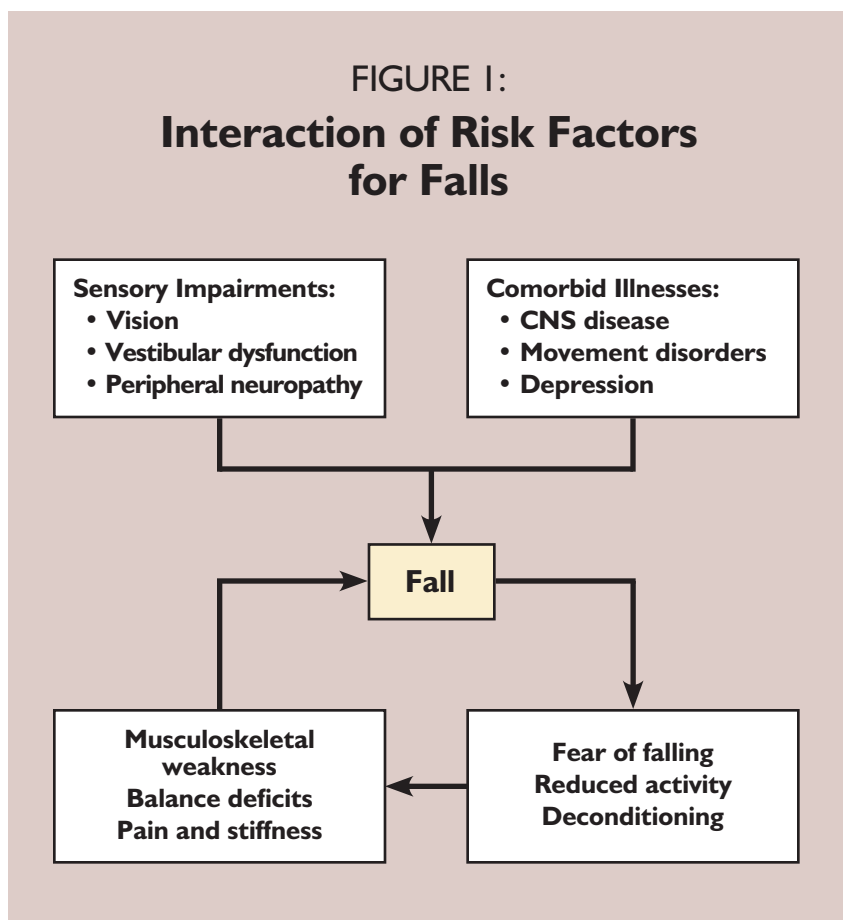 FIGURE 1:
Interaction of Risk Factors
for Falls
Sensory Impairments:
• Vision
• Vestibular dysfunction
• Peripheral neuropathy
Comorbid Illnesses:
• CNS disease
• Movement disorders
• Depression
Fall
Musculoskeletal
weakness
Balance deficits
Pain and stiffness
Fear of falling
Reduced activity
Deconditioning